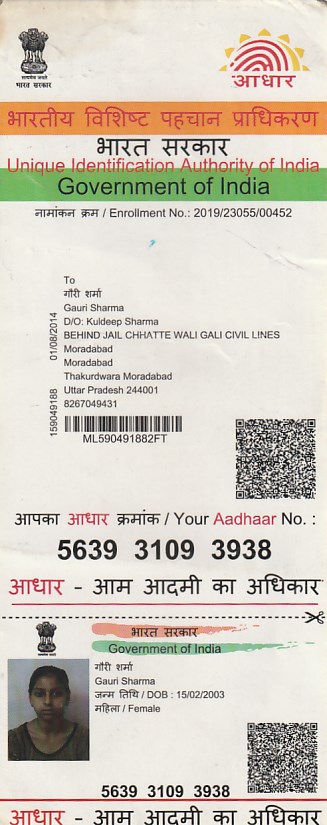 सत्यमेव जयते
भारत सरकार
आधार
भारतीय विशिष्ट पहचान प्राधिकरण
भारत सरकार
Unique Identification Authority of India
Government of India
नामांकन क्रम / Enrollment No.: 2019/23055/00452
To
गौरी शर्मा
Gauri Sharma
D/O: Kuldeep Sharma
BEHIND JAIL CHHATTE WALI GALI CIVIL LINES
Moradabad
Moradabad
Thakurdwara Moradabad
Uttar Pradesh 244001
8267049431
159049188 01/08/2014
ML590491882FT
आपका आधार क्रमांक / Your Aadhaar No. :
5639 3109 3938
आधार - आम आदमी का अधिकार
भारत सरकार
Government of India
गौरी शर्मा
Gauri Sharma
जन्म तिथि / DOB : 15/02/2003
महिला / Female
5639 3109 3938
आधार - आम आदमी का अधिकार